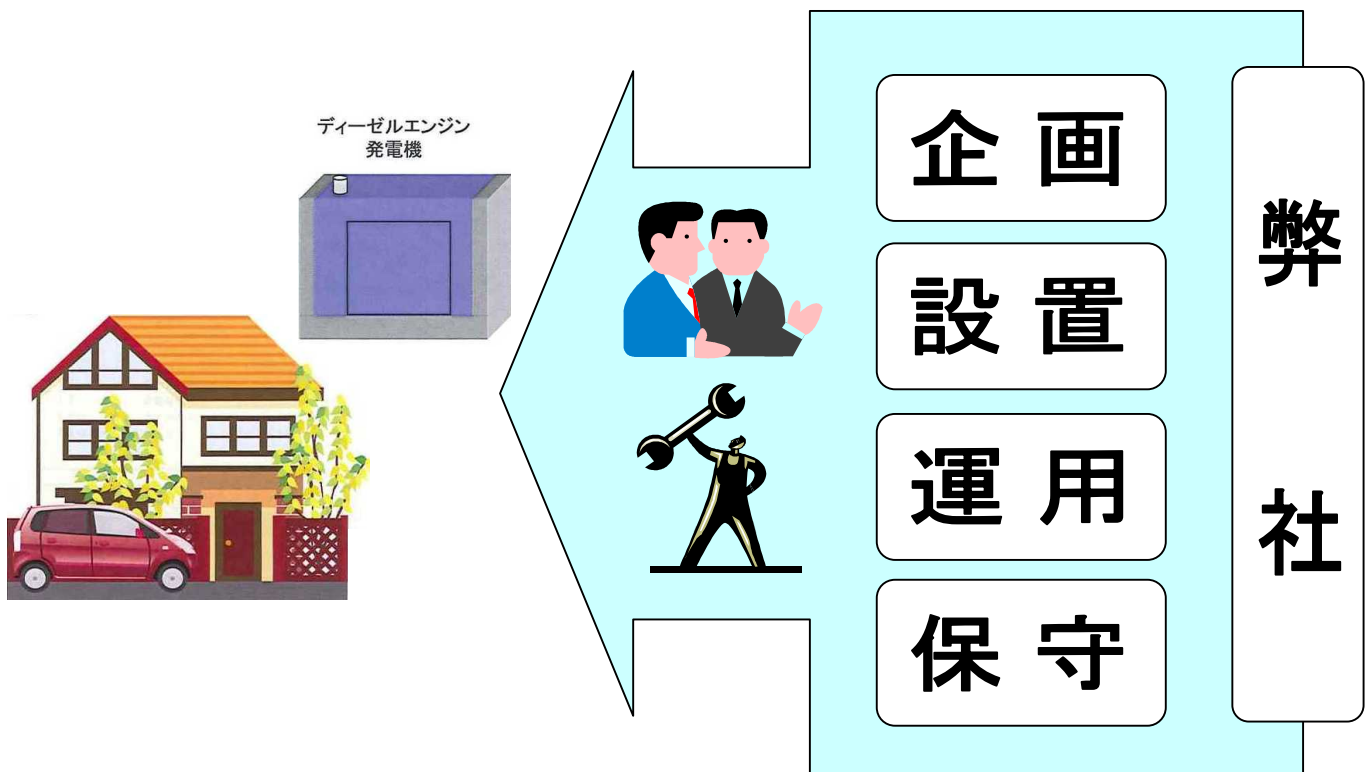 ディーゼルエンジン
発電機
企画
設置
運用
保守
弊社